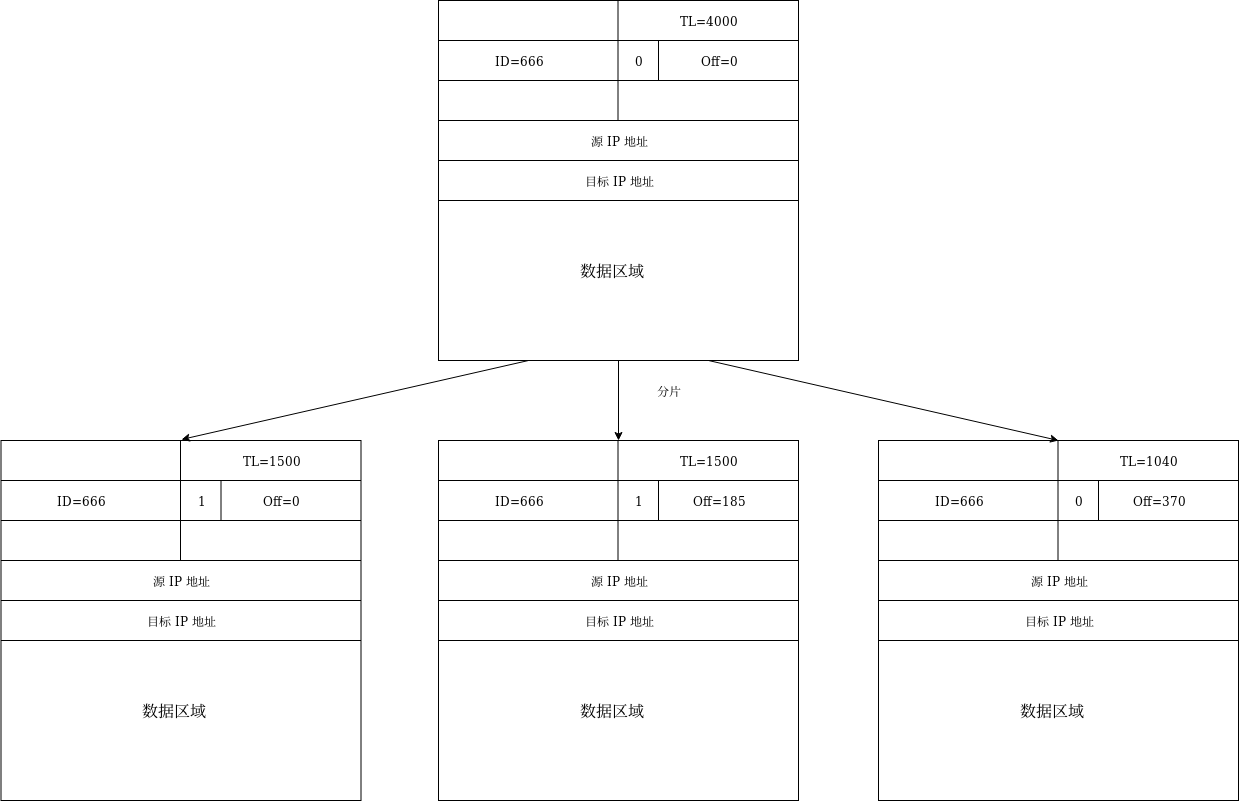 TL=4000
ID=666 0 Off=0
源 IP 地址
目标 IP 地址
数据区域
分片
TL=1500
ID=666 1 Off=0
源 IP 地址
目标 IP 地址
数据区域
TL=1500
ID=666 1 Off=185
源 IP 地址
目标 IP 地址
数据区域
TL=1040
ID=666 0 Off=370
源 IP 地址
目标 IP 地址
数据区域